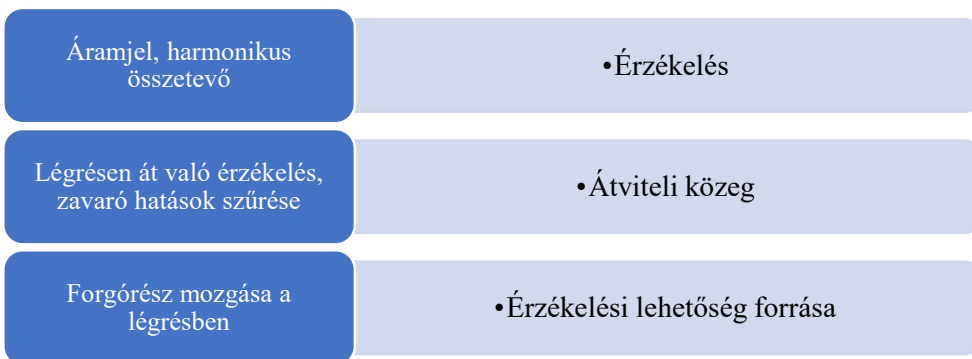 Áramjel, harmonikus
összetevő
•Érzékelés
Légrésen át való érzékelés,
zavaró hatások szűrése
•Átviteli közeg
Forgórész mozgása a
légrésben
•Érzékelési lehetőség forrása